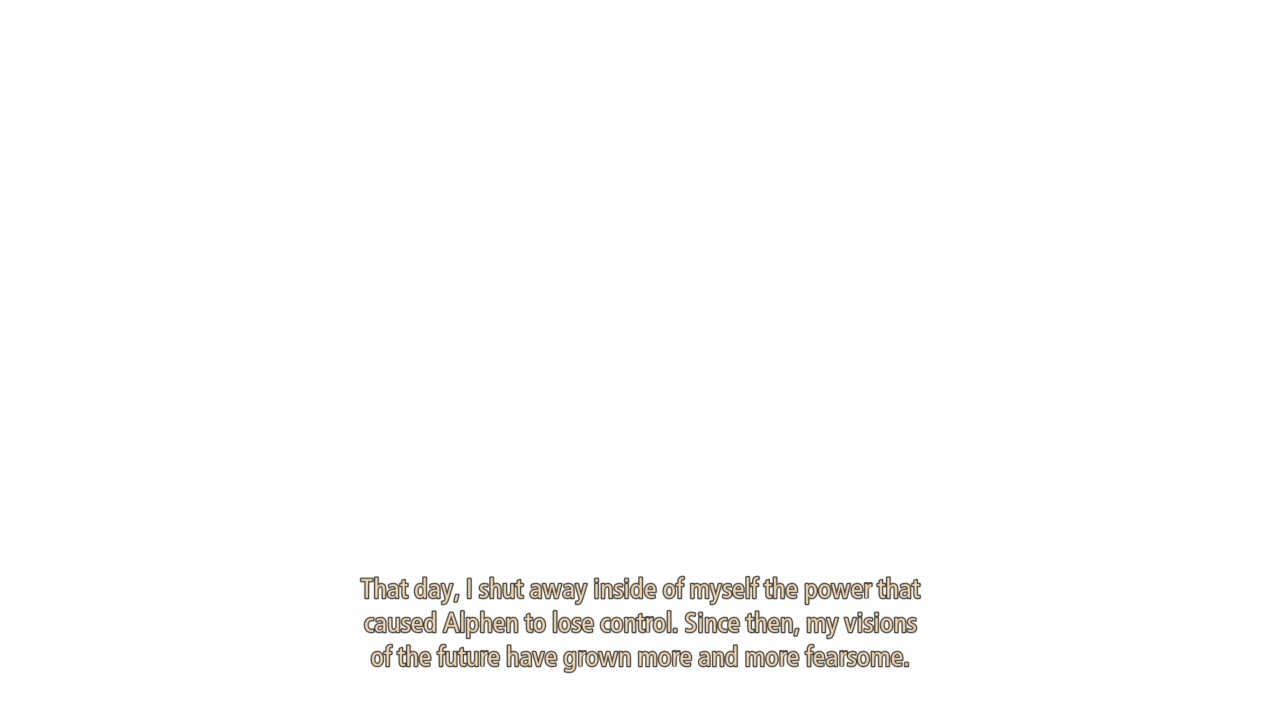 That day, I shut away inside of myself the power that
caused Alphen to lose control. Since then, my visions
of the future have grown more and more fearsome.